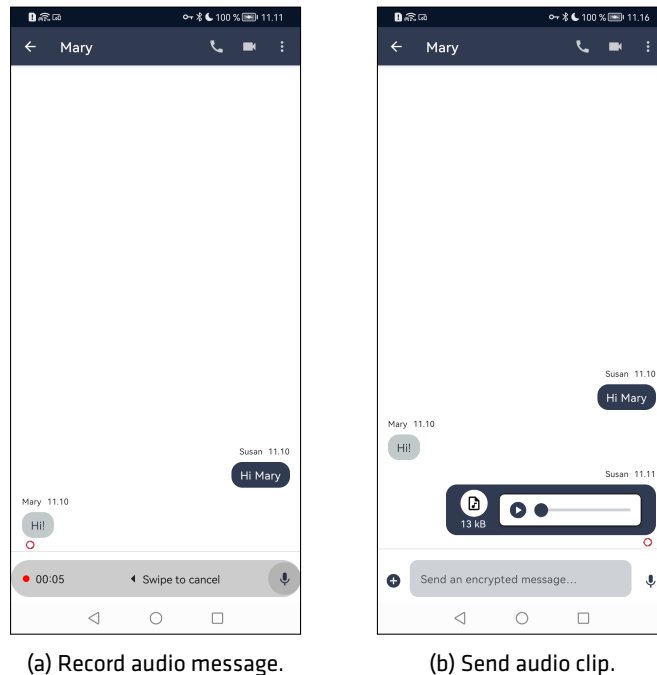 100 % 11.11
Mary
Susan 11.10
Hi Mary
Mary 11.10
Hi!
00:05
Swipe to cancel
(a) Record audio message.
100 % 11.16
Mary
Susan 11.10
Hi Mary
Mary 11.10
Hi!
Susan 11.11
13 kB
Send an encrypted message...
(b) Send audio clip.